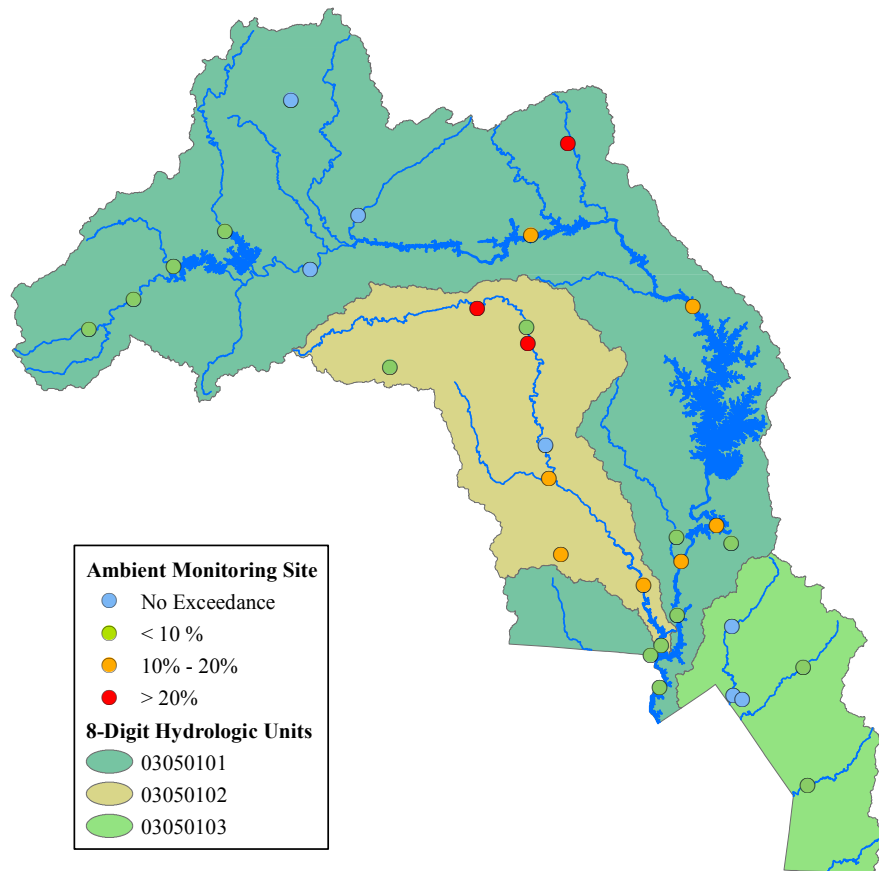 Ambient Monitoring Site
No Exceedance
< 10 %
10% - 20%
> 20%
8-Digit Hydrologic Units
03050101
03050102
03050103